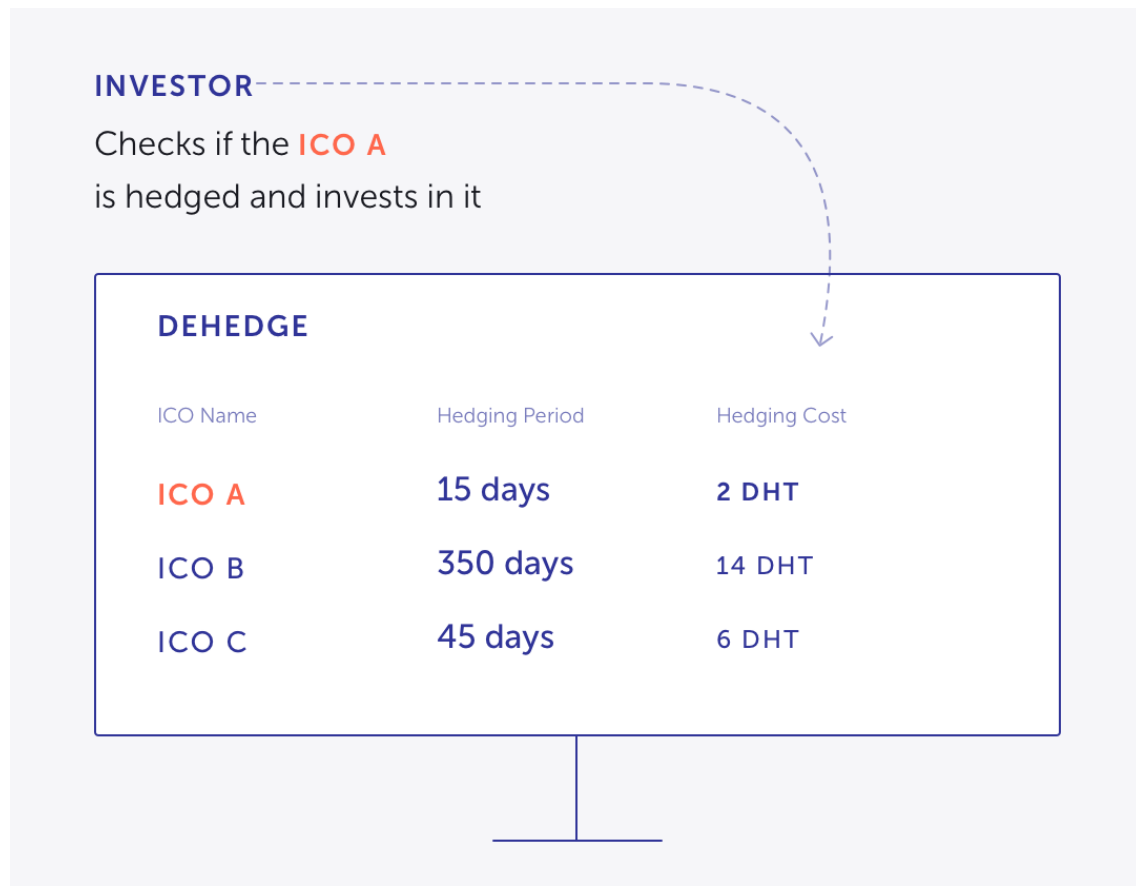 INVESTOR
Checks if the ICO A
is hedged and invests in it
DEHEDGE
ICO Name Hedging Period Hedging Cost
ICO A 15 days 2 DHT
ICO B 350 days 14 DHT
ICO C 45 days 6 DHT